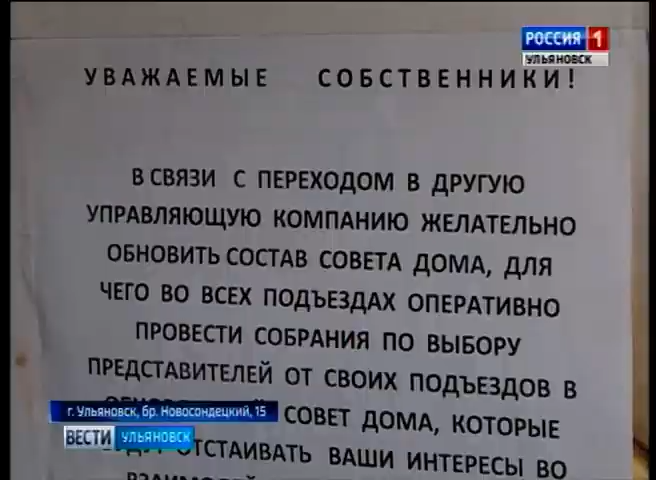 РОССИЯ 1
УЛЬЯНОВСК
УВАЖАЕМЫЕ СОБСТВЕННИКИ!
В СВЯЗИ С ПЕРЕХОДОМ В ДРУГУЮ
УПРАВЛЯЮЩУЮ КОМПАНИЮ ЖЕЛАТЕЛЬНО
ОБНОВИТЬ СОСТАВ СОВЕТА ДОМА, ДЛЯ
ЧЕГО ВО ВСЕХ ПОДЪЕЗДАХ ОПЕРАТИВНО
ПРОВЕСТИ СОБРАНИЯ ПО ВЫБОРУ
ПРЕДСТАВИТЕЛЕЙ ОТ СВОИХ ПОДЪЕЗДОВ В
СОВЕТ ДОМА, КОТОРЫЕ
ОТСТАИВАТЬ ВАШИ ИНТЕРЕСЫ ВО
г. Ульяновск, бр. Новосондецкий, 15
ВЕСТИ УЛЬЯНОВСК